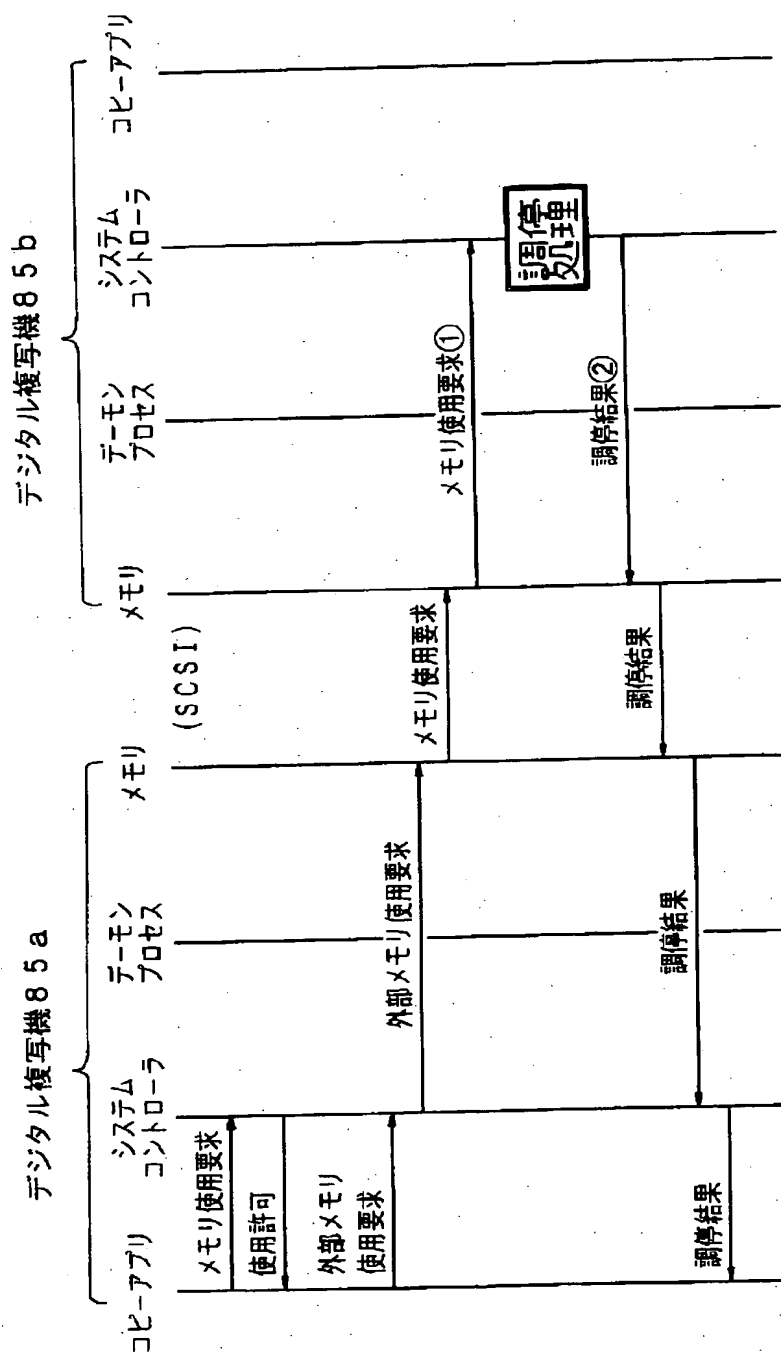 デジタル複写機85a
デジタル複写機85b
コピーアプリ
システム
コントローラ
デーモン
プロセス
メモリ
(SCSI)
メモリ
デーモン
プロセス
システム
コントローラ
コピーアプリ
メモリ使用要求
使用許可
外部メモリ
使用要求
外部メモリ使用要求
メモリ使用要求
メモリ使用要求①
調停
処理
調停結果②
調停結果
調停結果
調停結果